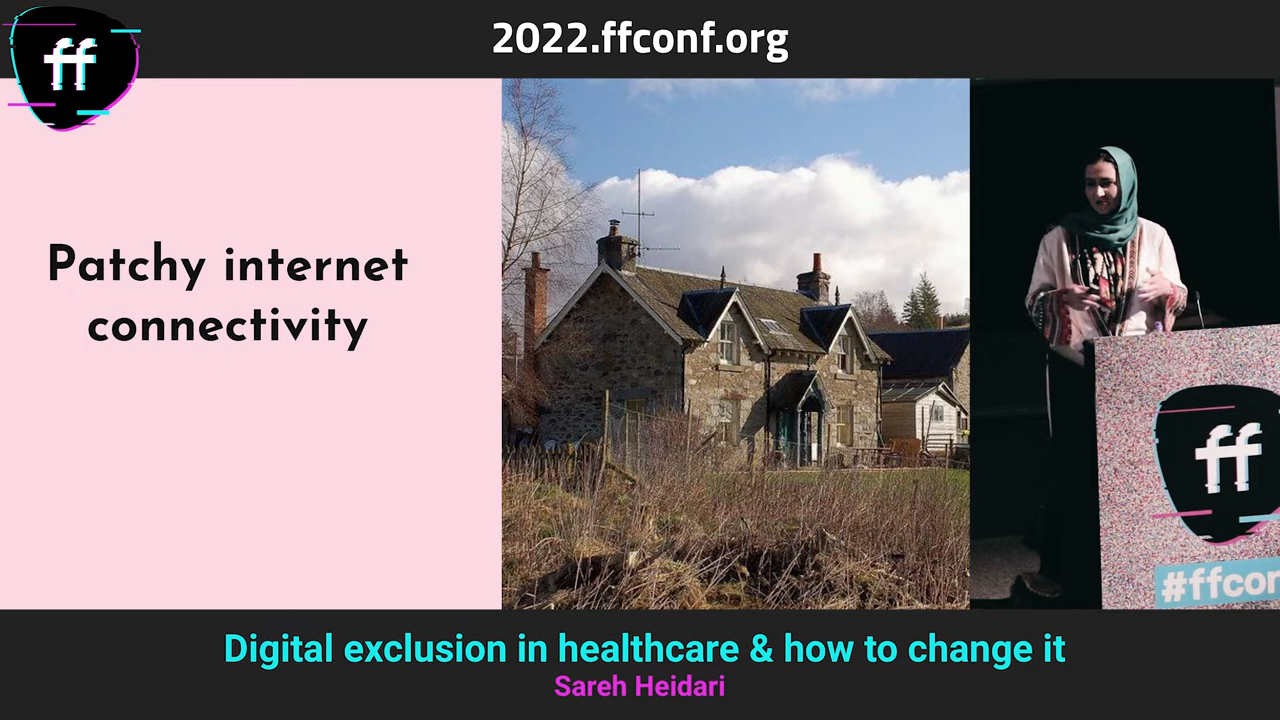 ff
2022.ffconf.org
Patchy internet
connectivity
ff
#ffcon
Digital exclusion in healthcare & how to change it
Sareh Heidari